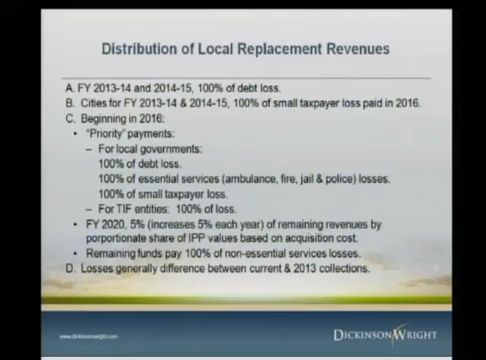 Distribution of Local Replacement Revenues
A. FY 2013-14 and 2014-15, 100% of debt loss.
B. Cities for FY 2013-14 & 2014-15, 100% of small taxpayer loss paid in 2016.
C. Beginning in 2016:
• "Priority" payments:
– For local governments:
100% of debt loss.
100% of essential services (ambulance, fire, jail & police) losses.
100% of small taxpayer loss.
– For TIF entities: 100% of loss.
• FY 2020, 5% (increases 5% each year) of remaining revenues by
porportionate share of IPP values based on acquisition cost.
• Remaining funds pay 100% of non-essential services losses.
D. Losses generally difference between current & 2013 collections.
www.dickinsonwright.com
DICKINSON WRIGHT